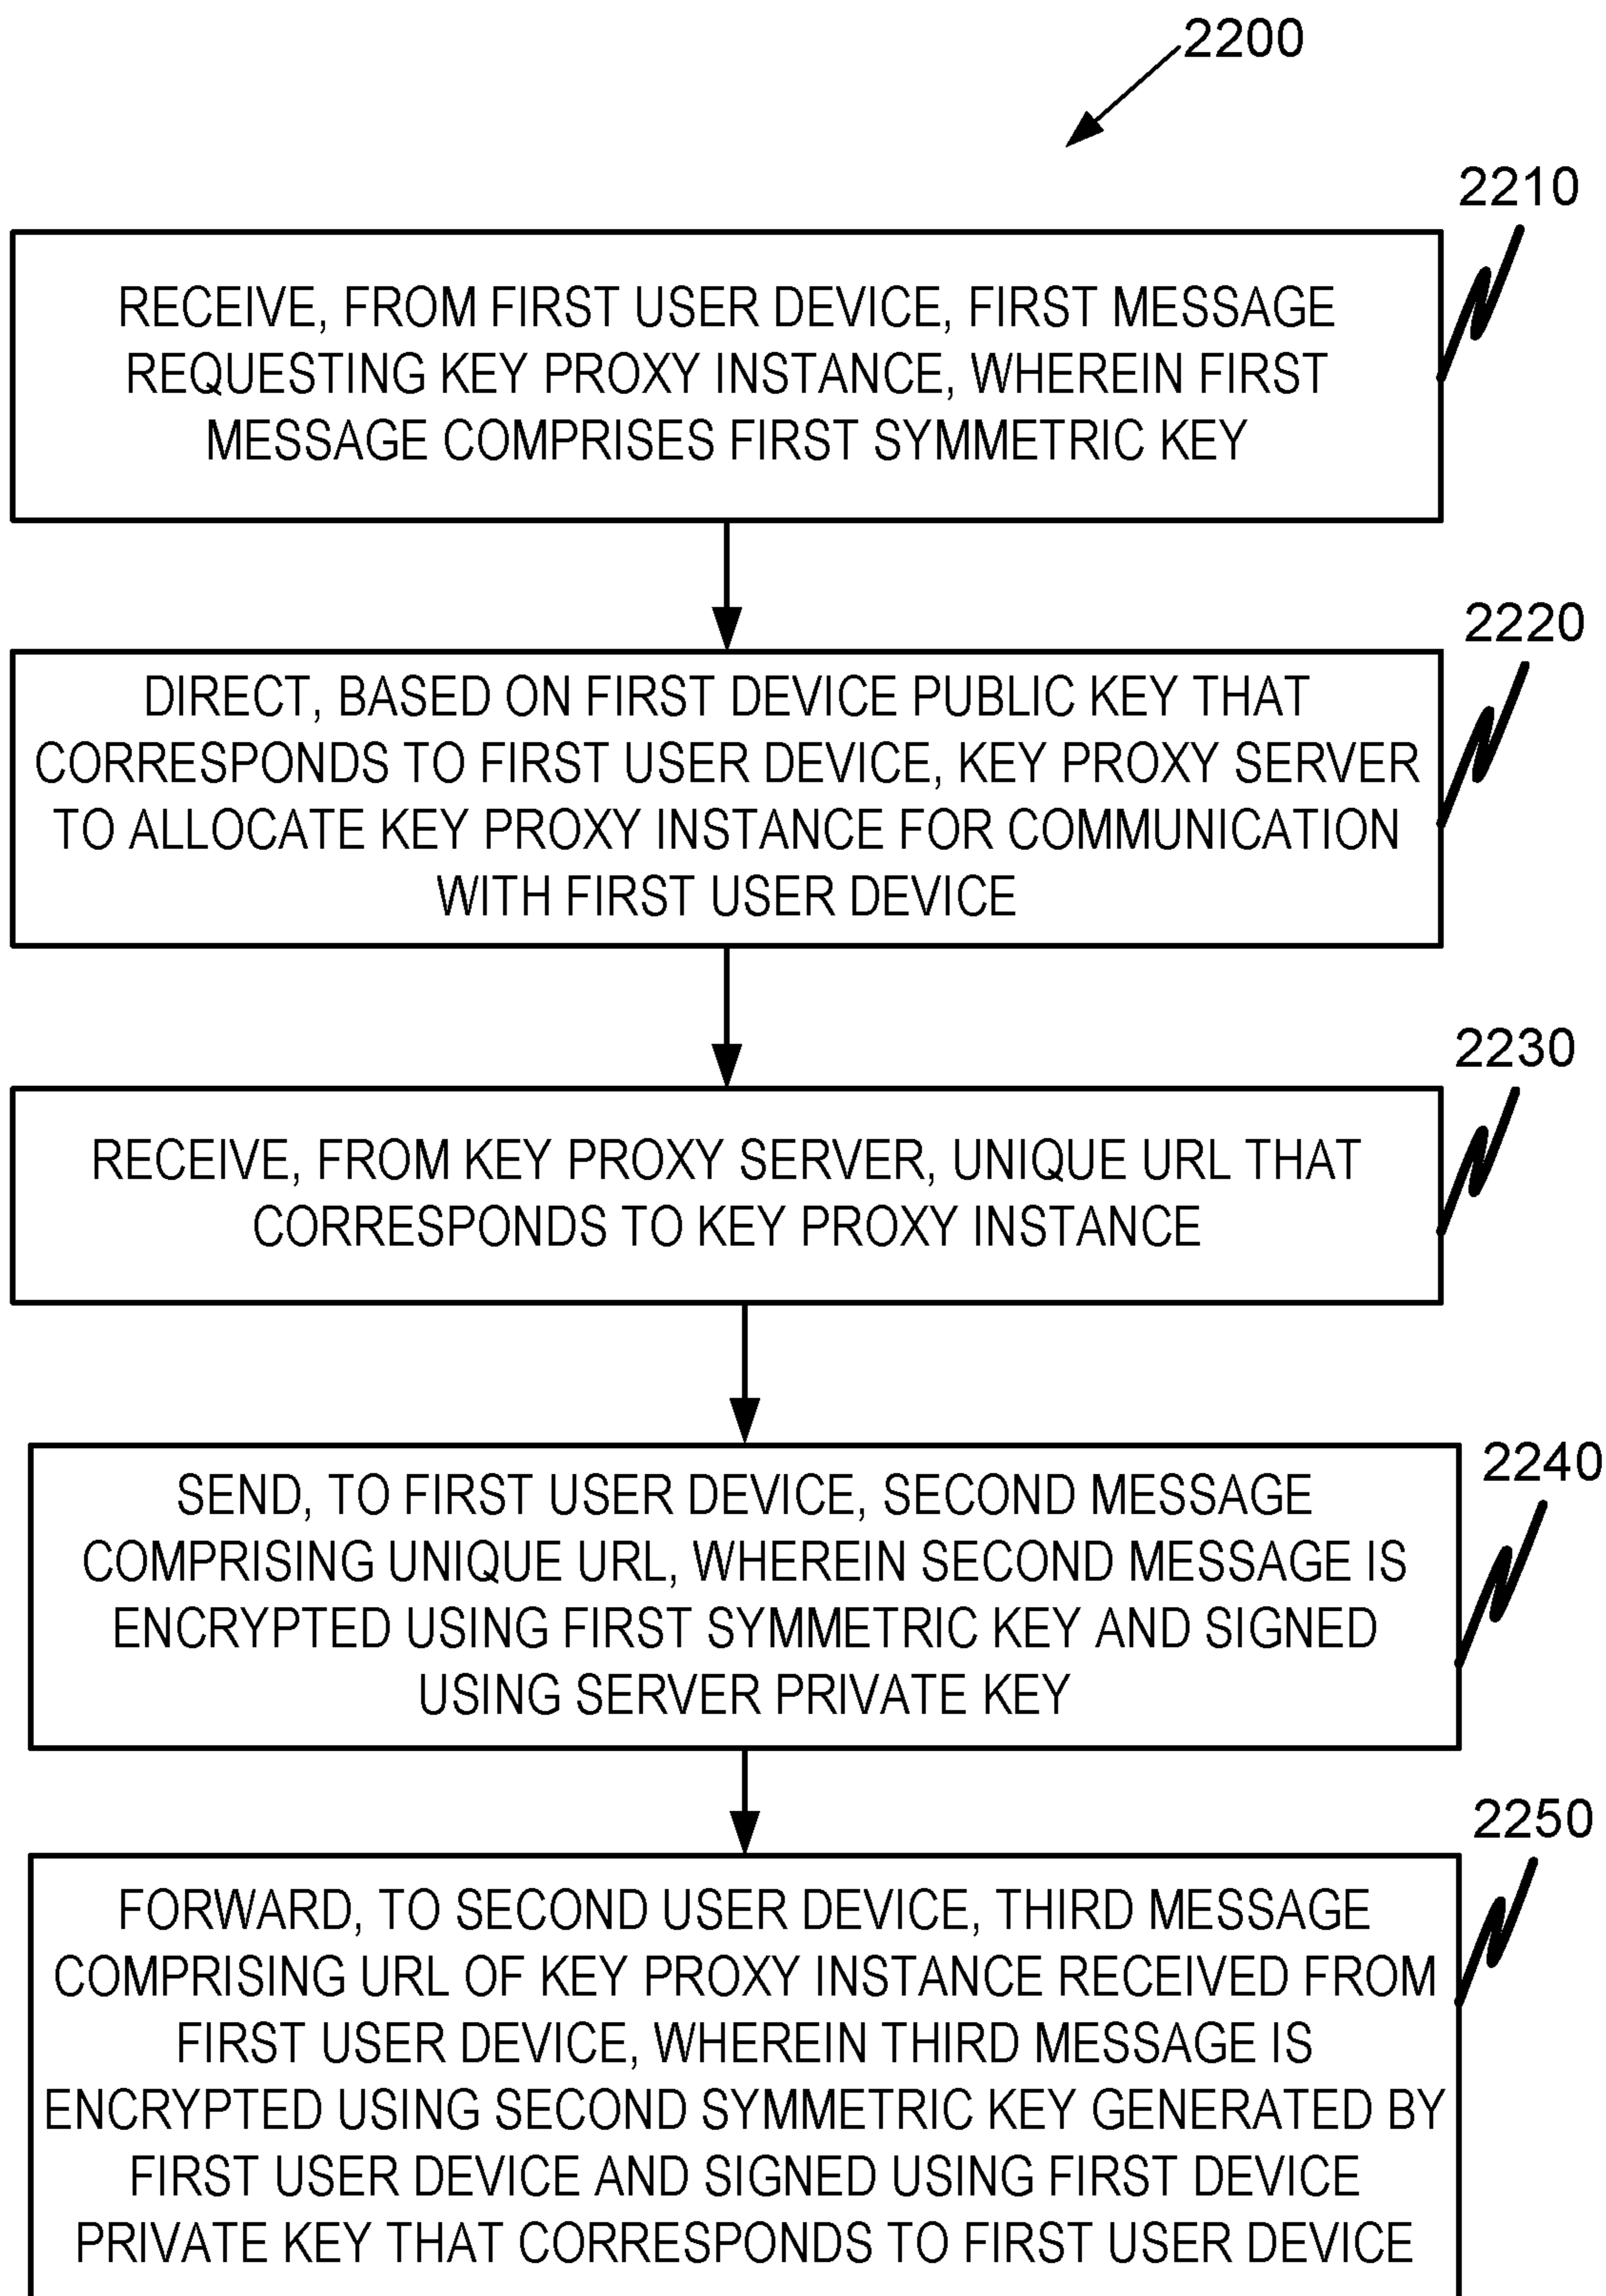 2200
2210
RECEIVE, FROM FIRST USER DEVICE, FIRST MESSAGE
REQUESTING KEY PROXY INSTANCE, WHEREIN FIRST
MESSAGE COMPRISES FIRST SYMMETRIC KEY
2220
DIRECT, BASED ON FIRST DEVICE PUBLIC KEY THAT
CORRESPONDS TO FIRST USER DEVICE, KEY PROXY SERVER
TO ALLOCATE KEY PROXY INSTANCE FOR COMMUNICATION
WITH FIRST USER DEVICE
2230
RECEIVE, FROM KEY PROXY SERVER, UNIQUE URL THAT
CORRESPONDS TO KEY PROXY INSTANCE
2240
SEND, TO FIRST USER DEVICE, SECOND MESSAGE
COMPRISING UNIQUE URL, WHEREIN SECOND MESSAGE IS
ENCRYPTED USING FIRST SYMMETRIC KEY AND SIGNED
USING SERVER PRIVATE KEY
2250
FORWARD, TO SECOND USER DEVICE, THIRD MESSAGE
COMPRISING URL OF KEY PROXY INSTANCE RECEIVED FROM
FIRST USER DEVICE, WHEREIN THIRD MESSAGE IS
ENCRYPTED USING SECOND SYMMETRIC KEY GENERATED BY
FIRST USER DEVICE AND SIGNED USING FIRST DEVICE
PRIVATE KEY THAT CORRESPONDS TO FIRST USER DEVICE